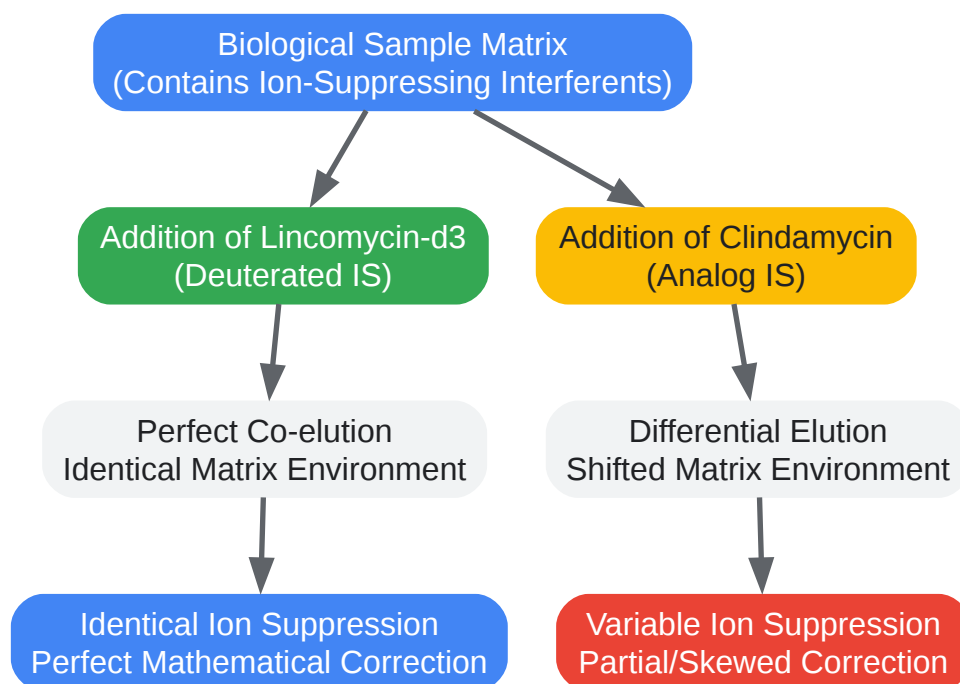 Biological Sample Matrix
(Contains Ion-Suppressing Interferents)
Addition of Lincomycin-d3
(Deuterated IS)
Addition of Clindamycin
(Analog IS)
Perfect Co-elution
Identical Matrix Environment
Differential Elution
Shifted Matrix Environment
Identical Ion Suppression
Perfect Mathematical Correction
Variable Ion Suppression
Partial/Skewed Correction